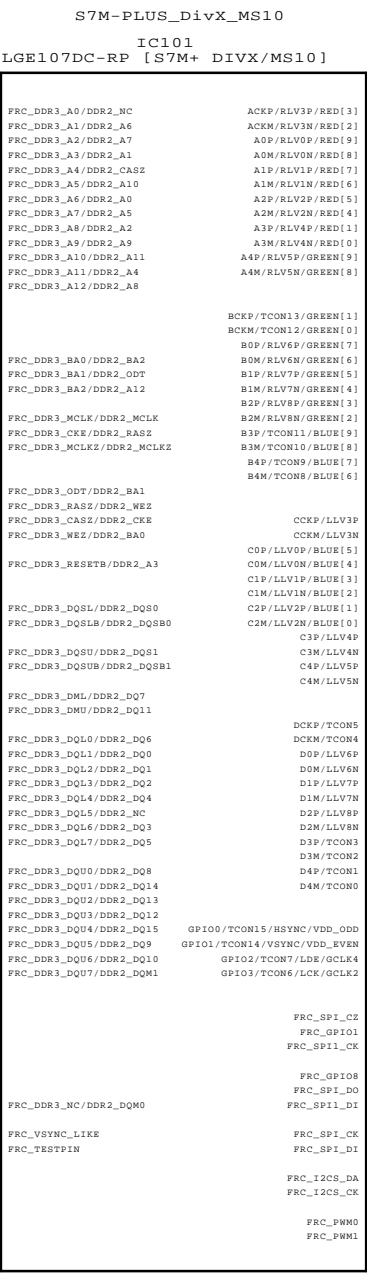 S7M-PLUS_DivX_MS10
IC101
LGE107DC-RP [S7M+ DIVX/MS10]
FRC_DDR3_A0/DDR2_NC ACKP/RLV3P/RED[3]
FRC_DDR3_A1/DDR2_A6 ACKM/RLV3N/RED[2]
FRC_DDR3_A2/DDR2_A7 A0P/RLV0P/RED[9]
FRC_DDR3_A3/DDR2_A1 A0M/RLV0N/RED[8]
FRC_DDR3_A4/DDR2_CASZ A1P/RLV1P/RED[7]
FRC_DDR3_A5/DDR2_A10 A1M/RLV1N/RED[6]
FRC_DDR3_A6/DDR2_A0 A2P/RLV2P/RED[5]
FRC_DDR3_A7/DDR2_A5 A2M/RLV2N/RED[4]
FRC_DDR3_A8/DDR2_A2 A3P/RLV4P/RED[1]
FRC_DDR3_A9/DDR2_A9 A3M/RLV4N/RED[0]
FRC_DDR3_A10/DDR2_A11 A4P/RLV5P/GREEN[9]
FRC_DDR3_A11/DDR2_A4 A4M/RLV5N/GREEN[8]
FRC_DDR3_A12/DDR2_A8
BCKP/TCON13/GREEN[1]
BCKM/TCON12/GREEN[0]
B0P/RLV6P/GREEN[7]
FRC_DDR3_BA0/DDR2_BA2 B0M/RLV6N/GREEN[6]
FRC_DDR3_BA1/DDR2_ODT B1P/RLV7P/GREEN[5]
FRC_DDR3_BA2/DDR2_A12 B1M/RLV7N/GREEN[4]
B2P/RLV8P/GREEN[3]
FRC_DDR3_MCLK/DDR2_MCLK B2M/RLV8N/GREEN[2]
FRC_DDR3_CKE/DDR2_RASZ B3P/TCON11/BLUE[9]
FRC_DDR3_MCLKZ/DDR2_MCLKZ B3M/TCON10/BLUE[8]
B4P/TCON9/BLUE[7]
B4M/TCON8/BLUE[6]
FRC_DDR3_ODT/DDR2_BA1
FRC_DDR3_RASZ/DDR2_WEZ
FRC_DDR3_CASZ/DDR2_CKE CCKP/LLV3P
FRC_DDR3_WEZ/DDR2_BA0 CCKM/LLV3N
C0P/LLV0P/BLUE[5]
FRC_DDR3_RESETB/DDR2_A3 C0M/LLV0N/BLUE[4]
C1P/LLV1P/BLUE[3]
C1M/LLV1N/BLUE[2]
FRC_DDR3_DQSL/DDR2_DQS0 C2P/LLV2P/BLUE[1]
FRC_DDR3_DQSLB/DDR2_DQSB0 C2M/LLV2N/BLUE[0]
C3P/LLV4P
FRC_DDR3_DQSU/DDR2_DQS1 C3M/LLV4N
FRC_DDR3_DQSUB/DDR2_DQSB1 C4P/LLV5P
C4M/LLV5N
FRC_DDR3_DML/DDR2_DQ7
FRC_DDR3_DMU/DDR2_DQ11
DCKP/TCON5
FRC_DDR3_DQL0/DDR2_DQ6 DCKM/TCON4
FRC_DDR3_DQL1/DDR2_DQ0 D0P/LLV6P
FRC_DDR3_DQL2/DDR2_DQ1 D0M/LLV6N
FRC_DDR3_DQL3/DDR2_DQ2 D1P/LLV7P
FRC_DDR3_DQL4/DDR2_DQ4 D1M/LLV7N
FRC_DDR3_DQL5/DDR2_NC D2P/LLV8P
FRC_DDR3_DQL6/DDR2_DQ3 D2M/LLV8N
FRC_DDR3_DQL7/DDR2_DQ5 D3P/TCON3
D3M/TCON2
FRC_DDR3_DQU0/DDR2_DQ8 D4P/TCON1
FRC_DDR3_DQU1/DDR2_DQ14 D4M/TCON0
FRC_DDR3_DQU2/DDR2_DQ13
FRC_DDR3_DQU3/DDR2_DQ12
FRC_DDR3_DQU4/DDR2_DQ15 GPIO0/TCON15/HSYNC/VDD_ODD
FRC_DDR3_DQU5/DDR2_DQ9 GPIO1/TCON14/VSYNC/VDD_EVEN
FRC_DDR3_DQU6/DDR2_DQ10 GPIO2/TCON7/LDE/GCLK4
FRC_DDR3_DQU7/DDR2_DQM1 GPIO3/TCON6/LCK/GCLK2
FRC_SPI_CZ
FRC_GPIO1
FRC_SPI1_CK
FRC_GPIO8
FRC_SPI_DO
FRC_DDR3_NC/DDR2_DQM0 FRC_SPI1_DI
FRC_VSYNC_LIKE FRC_SPI_CK
FRC_TESTPIN FRC_SPI_DI
FRC_I2CS_DA
FRC_I2CS_CK
FRC_PWM0
FRC_PWM1